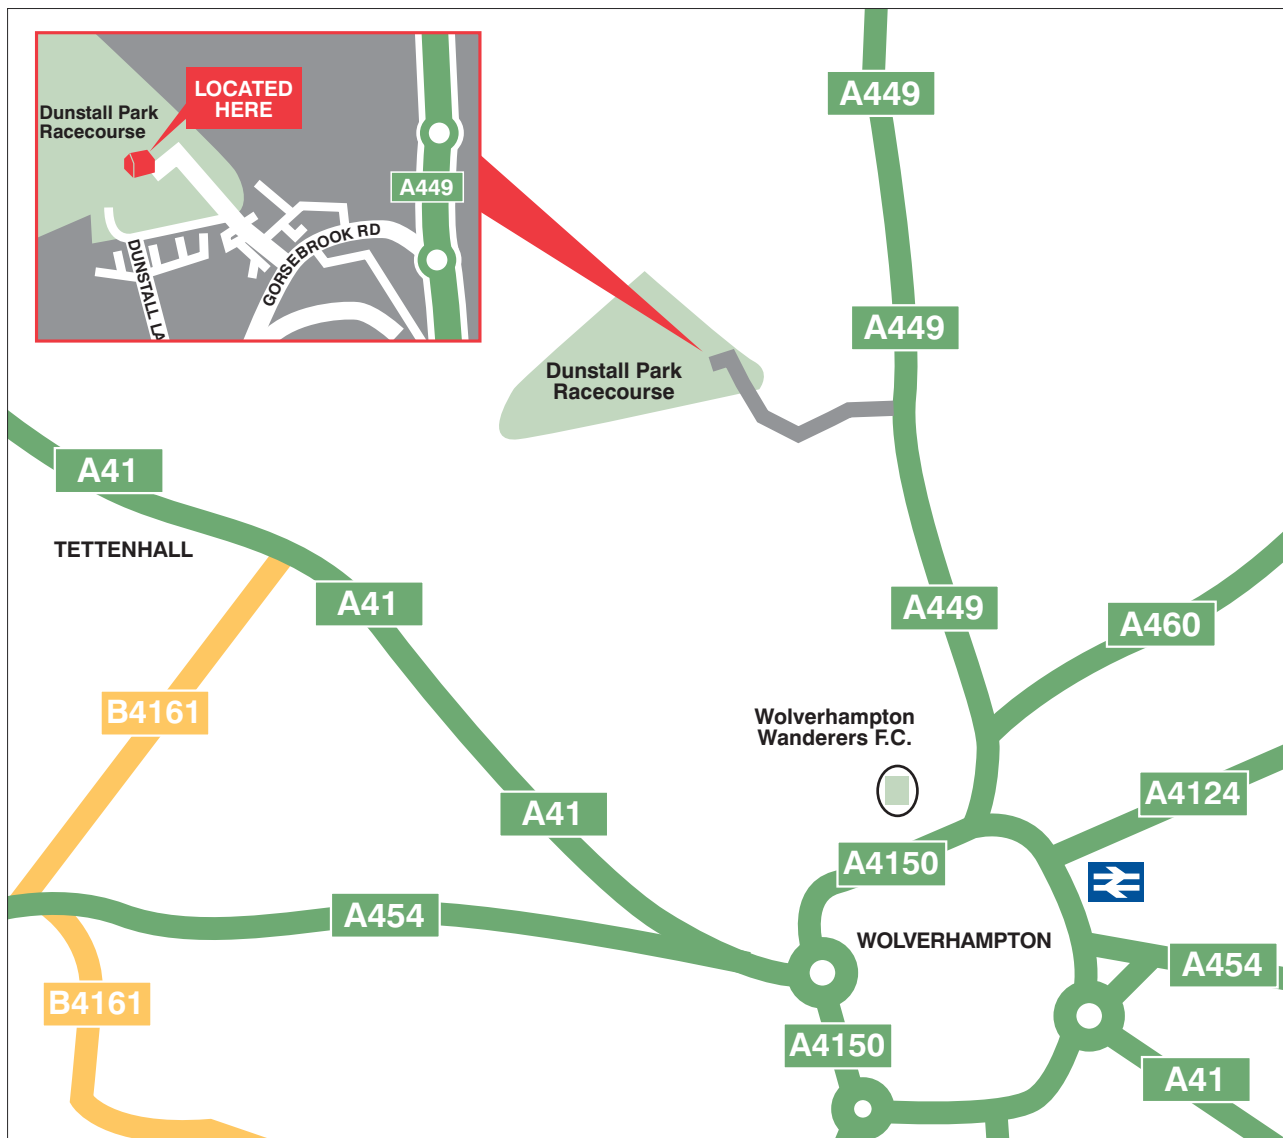 A449
LOCATED
HERE
Dunstall Park
Racecourse
A449
GORSEBROOK RD
DUNSTALL LA
A449
Dunstall Park
Racecourse
A41
TETTENHALL
A41
A449
A460
B4161
Wolverhampton
Wanderers F.C.
A4124
A41
A4150
A454
WOLVERHAMPTON
A454
B4161
A4150
A41